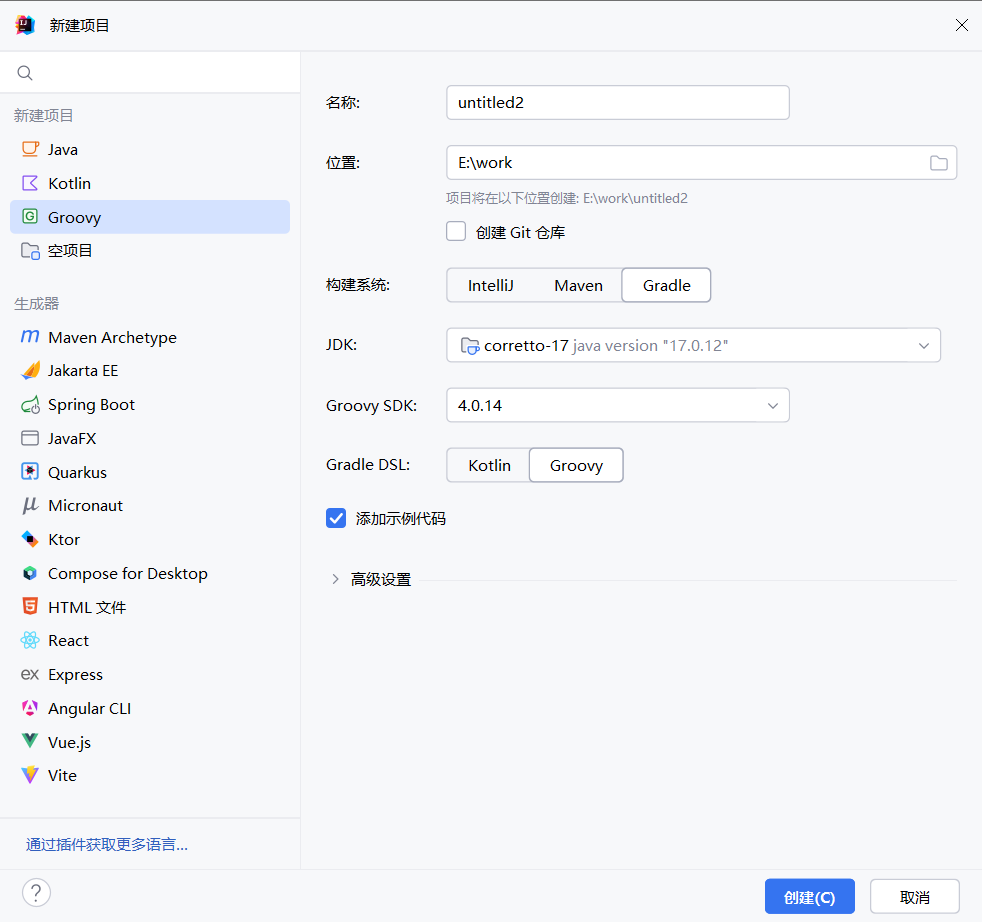 新建项目
新建项目
Java
Kotlin
Groovy
空项目
生成器
Maven Archetype
Jakarta EE
Spring Boot
JavaFX
Quarkus
Micronaut
Ktor
Compose for Desktop
HTML 文件
React
Express
Angular CLI
Vue.js
Vite
通过插件获取更多语言...
名称: untitled2
位置: E:\work
项目将在以下位置创建: E:\work\untitled2
创建 Git 仓库
构建系统: IntelliJ Maven Gradle
JDK: corretto-17 java version "17.0.12"
Groovy SDK: 4.0.14
Gradle DSL: Kotlin Groovy
添加示例代码
高级设置
? 创建(C) 取消